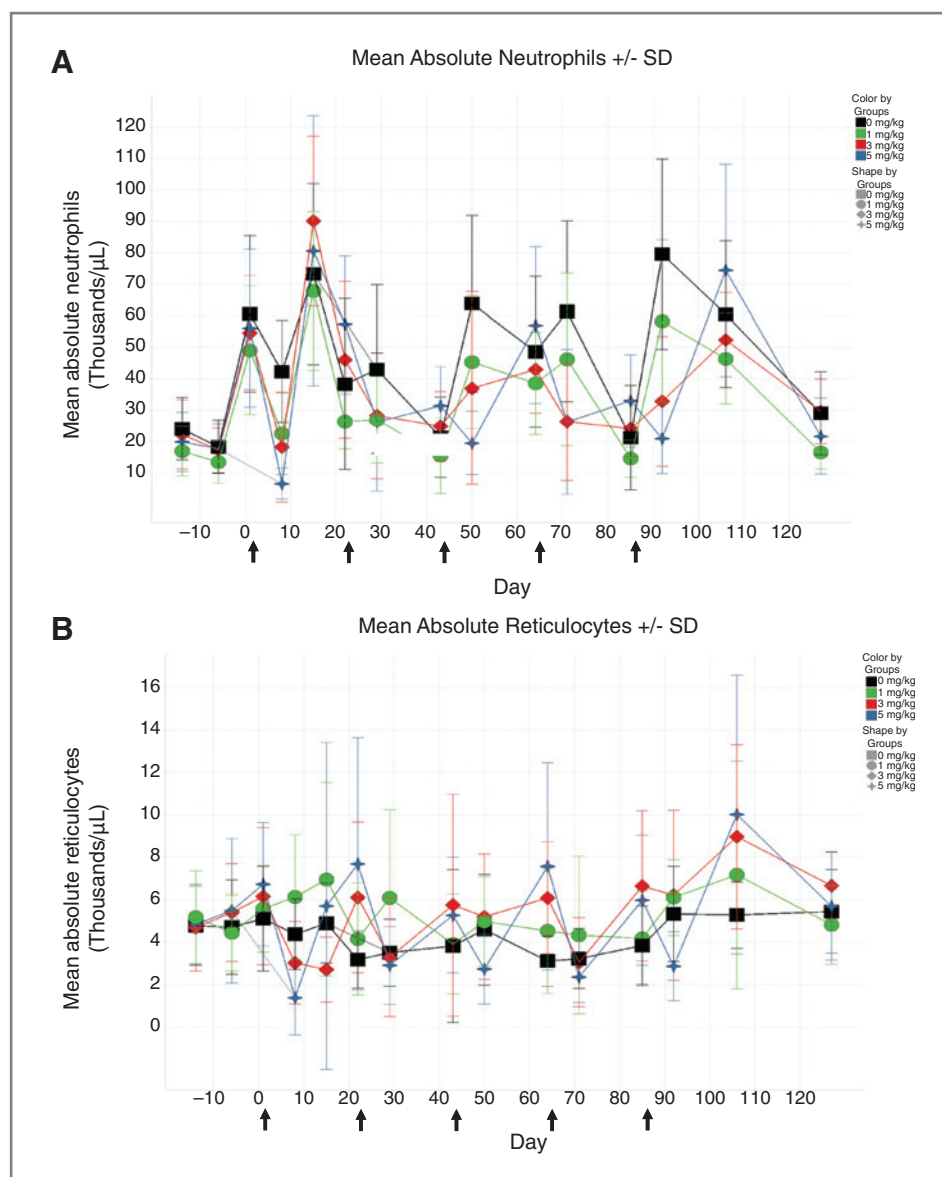 A
Mean Absolute Neutrophils +/- SD
Color by
Groups
0 mg/kg
1 mg/kg
3 mg/kg
5 mg/kg
Shape by
Groups
0 mg/kg
1 mg/kg
3 mg/kg
5 mg/kg
Mean absolute neutrophils
(Thousands/μL)
120
110
100
90
80
70
60
50
40
30
20
10
–10 0 10 20 30 40 50 60 70 80 90 100 110 120
Day
B
Mean Absolute Reticulocytes +/- SD
Color by
Groups
0 mg/kg
1 mg/kg
3 mg/kg
5 mg/kg
Shape by
Groups
0 mg/kg
1 mg/kg
3 mg/kg
5 mg/kg
Mean absolute reticulocytes
(Thousands/μL)
16
14
12
10
8
6
4
2
0
–10 0 10 20 30 40 50 60 70 80 90 100 110 120
Day